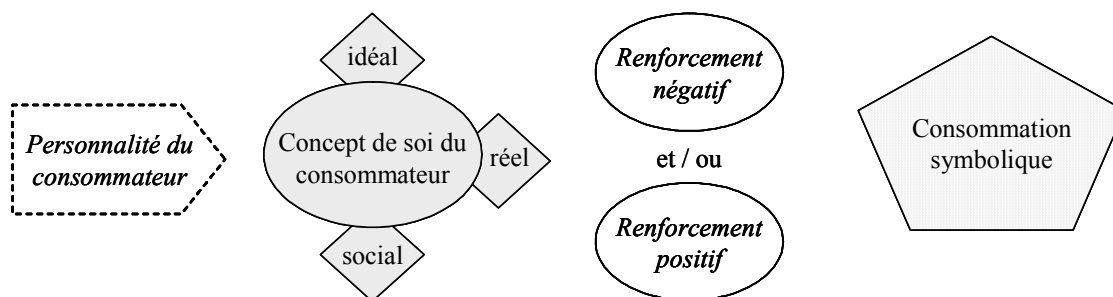 Personnalité du
consommateur
idéal
Concept de soi du
consommateur
réel
social
Renforcement
négatif
et / ou
Renforcement
positif
Consommation
symbolique